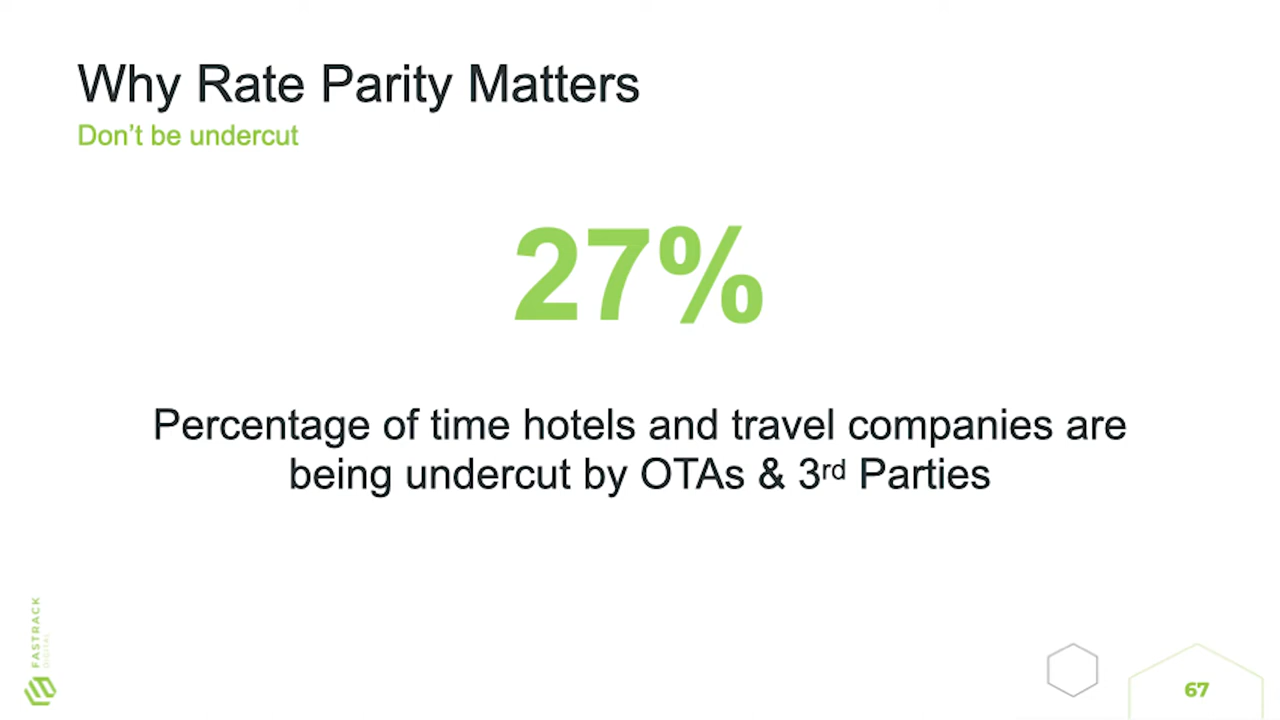 Why Rate Parity Matters
Don't be undercut
27%
Percentage of time hotels and travel companies are
being undercut by OTAs & 3rd Parties
FASTRACK
DIGITAL
67